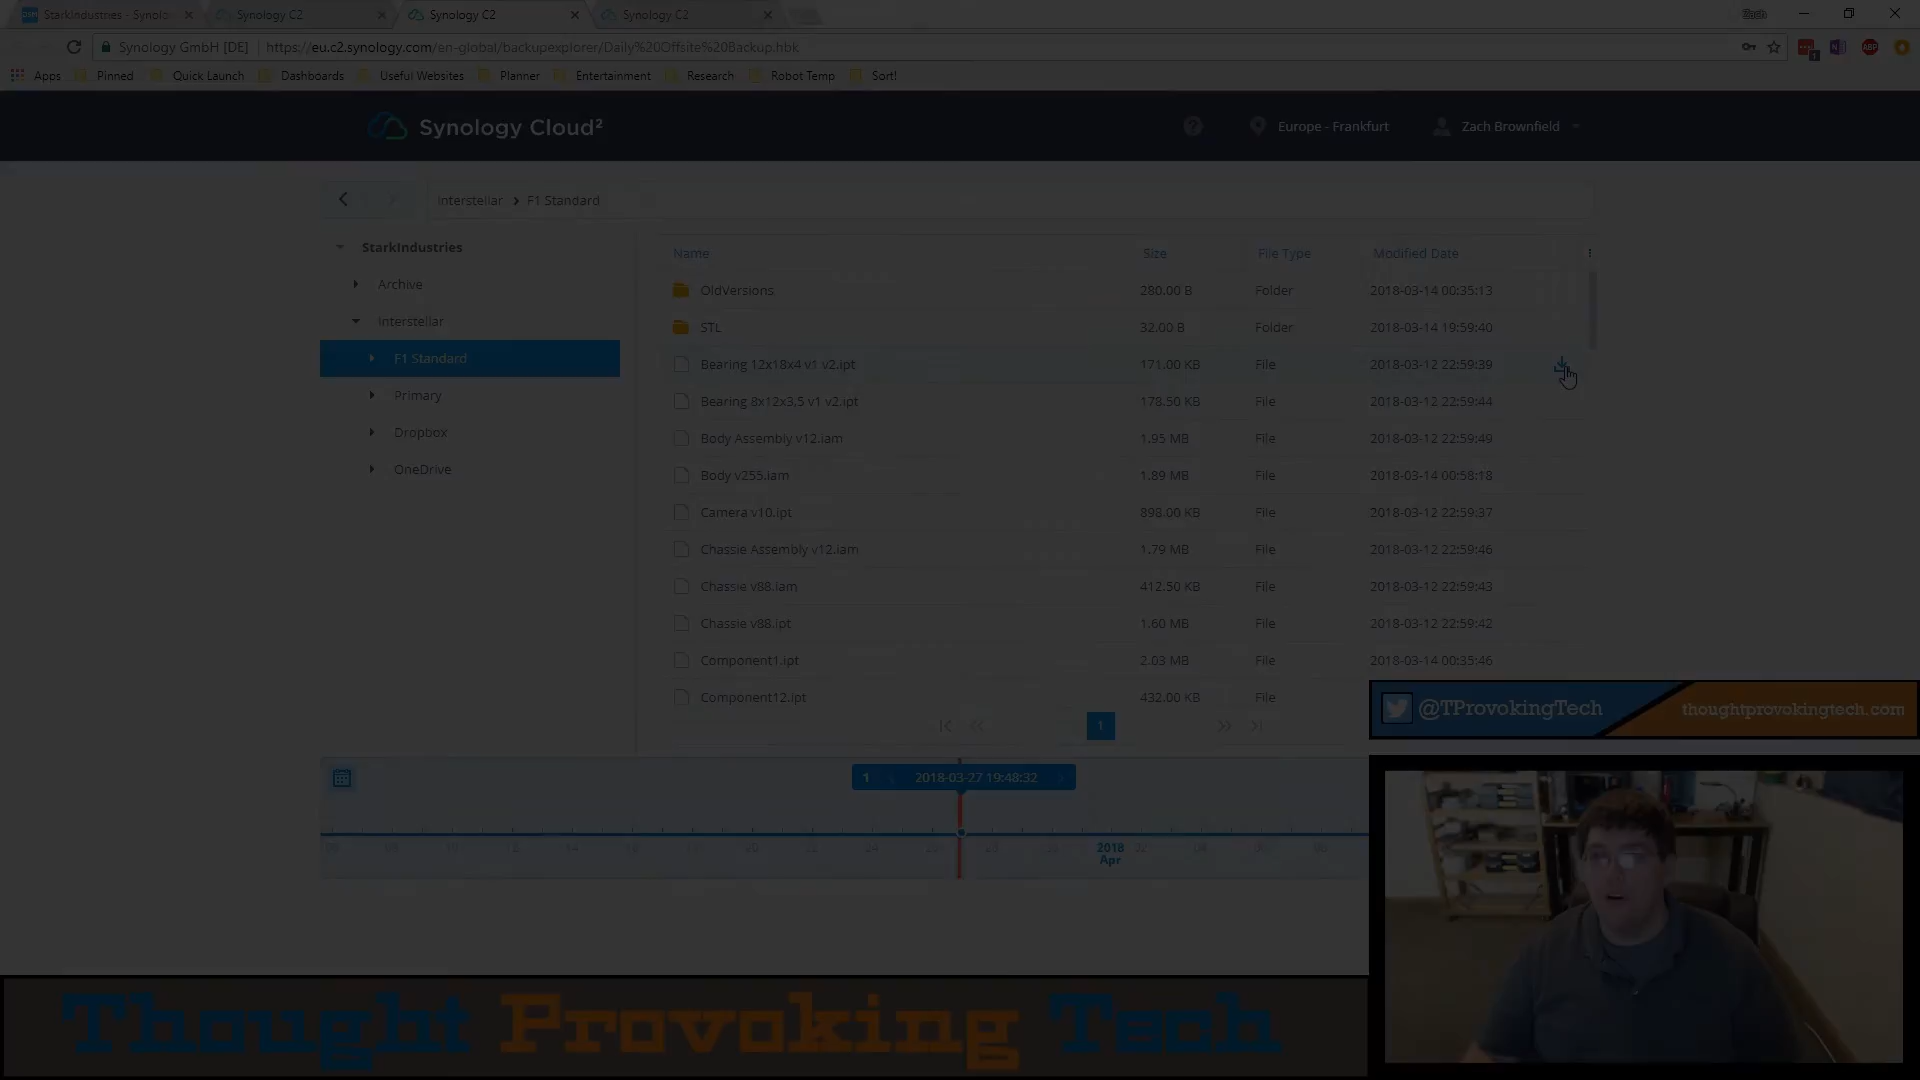 StarkIndustries - Synolo
Synology C2
Synology C2
Synology C2
Zach
Synology GmbH [DE]
https://eu.c2.synology.com/en-global/backupexplorer/Daily%20Offsite%20Backup.hbk
Apps
Pinned
Quick Launch
Dashboards
Useful Websites
Planner
Entertainment
Research
Robot Temp
Sort!
Synology Cloud²
Europe - Frankfurt
Zach Brownfield
Interstellar > F1 Standard
StarkIndustries
Archive
Interstellar
F1 Standard
Primary
Dropbox
OneDrive
Name Size File Type Modified Date
OldVersions 280.00 B Folder 2018-03-14 00:35:13
STL 32.00 B Folder 2018-03-14 19:59:40
Bearing 12x18x4 v1 v2.ipt 171.00 KB File 2018-03-12 22:59:39
Bearing 8x12x3,5 v1 v2.ipt 178.50 KB File 2018-03-12 22:59:44
Body Assembly v12.iam 1.95 MB File 2018-03-12 22:59:49
Body v255.iam 1.89 MB File 2018-03-14 00:58:18
Camera v10.ipt 898.00 KB File 2018-03-12 22:59:37
Chassie Assembly v12.iam 1.79 MB File 2018-03-12 22:59:46
Chassie v88.iam 412.50 KB File 2018-03-12 22:59:43
Chassie v88.ipt 1.60 MB File 2018-03-12 22:59:42
Component1.ipt 2.03 MB File 2018-03-14 00:35:46
Component12.ipt 432.00 KB File
1
@TProvokingTech
thoughtprovokingtech.com
1 2018-03-27 19:48:32
2018
Apr
Thought Provoking Tech